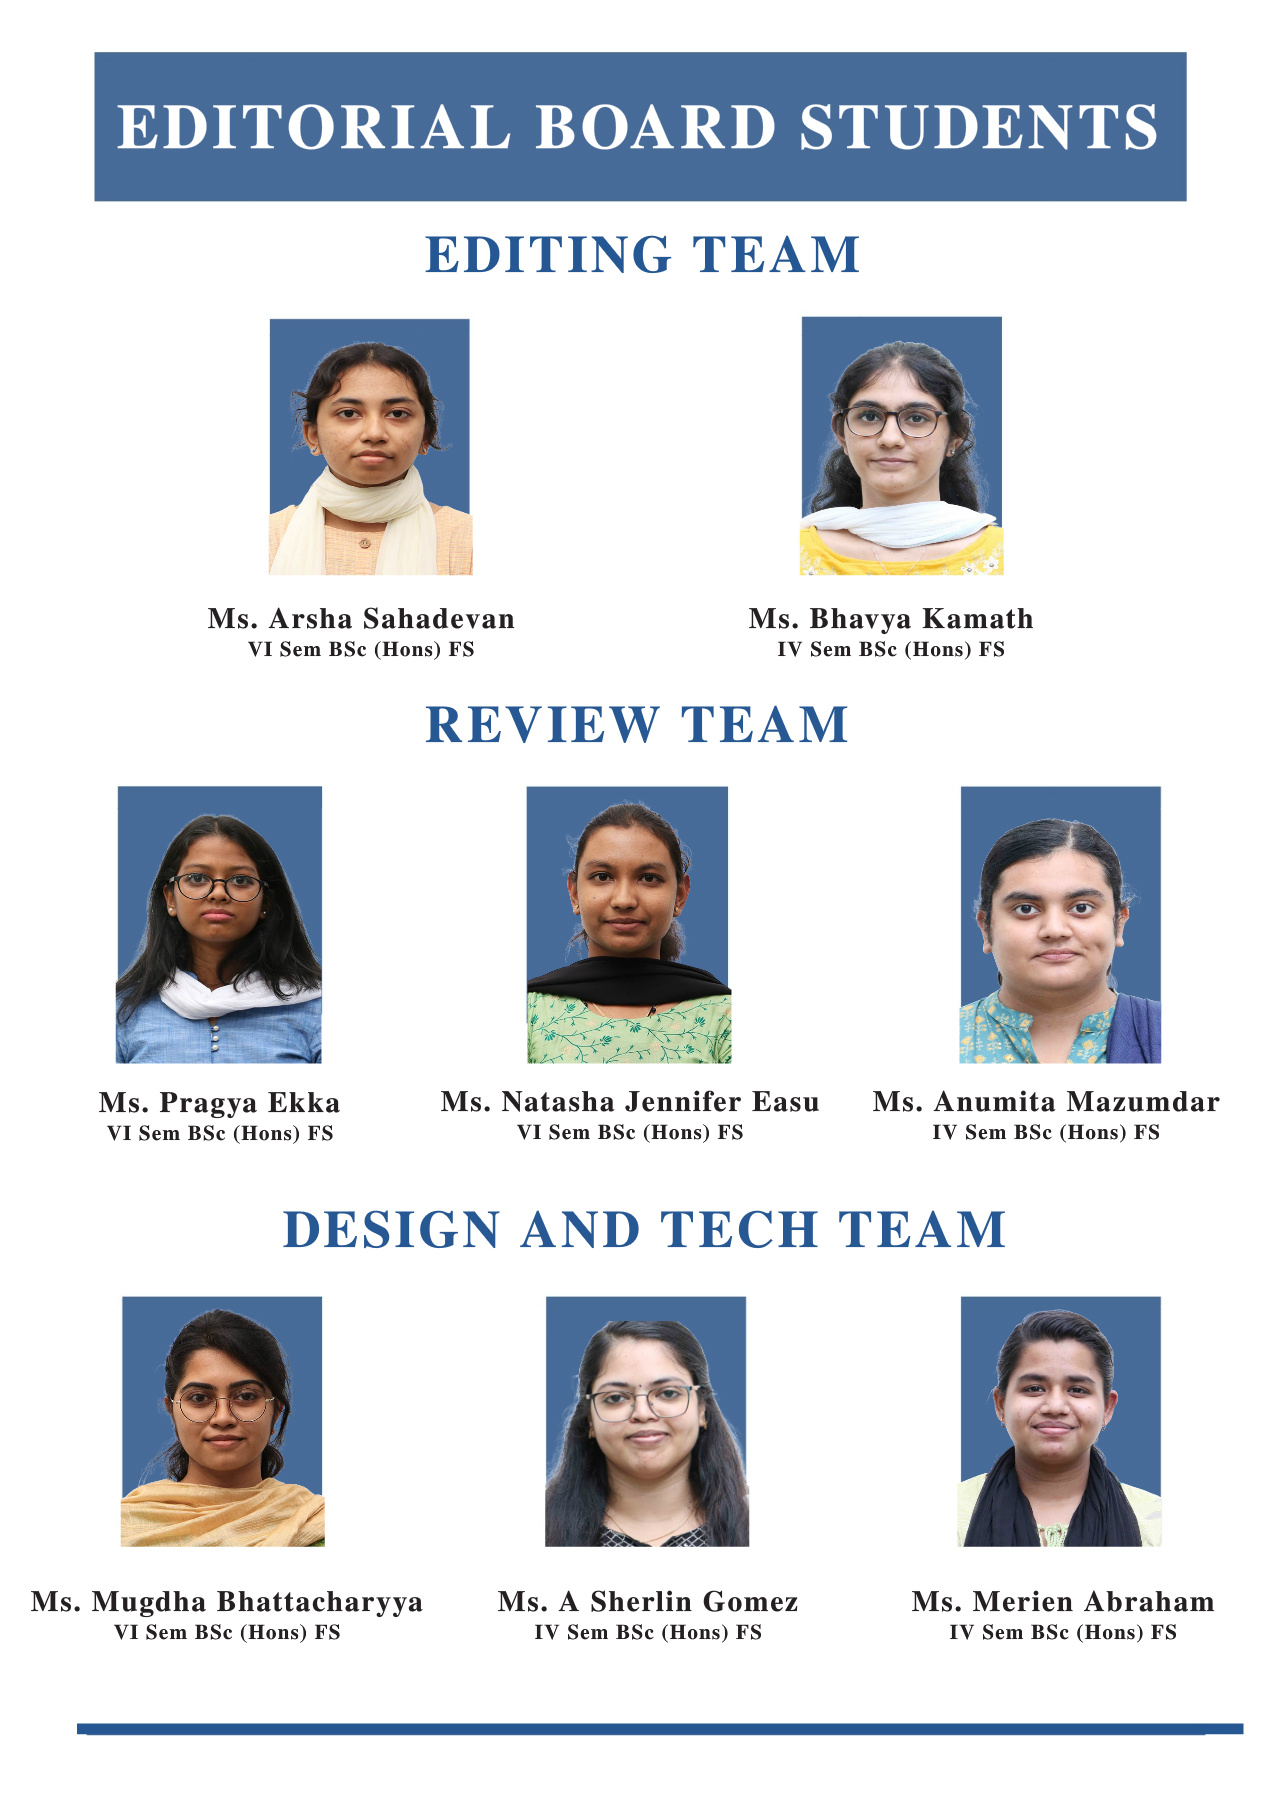 EDITORIAL BOARD STUDENTS
EDITING TEAM
Ms. Arsha Sahadevan
VI Sem BSc (Hons) FS
Ms. Bhavya Kamath
IV Sem BSc (Hons) FS
REVIEW TEAM
Ms. Pragya Ekka
VI Sem BSc (Hons) FS
Ms. Natasha Jennifer Easu
VI Sem BSc (Hons) FS
Ms. Anumita Mazumdar
IV Sem BSc (Hons) FS
DESIGN AND TECH TEAM
Ms. Mugdha Bhattacharyya
VI Sem BSc (Hons) FS
Ms. A Sherlin Gomez
IV Sem BSc (Hons) FS
Ms. Merien Abraham
IV Sem BSc (Hons) FS